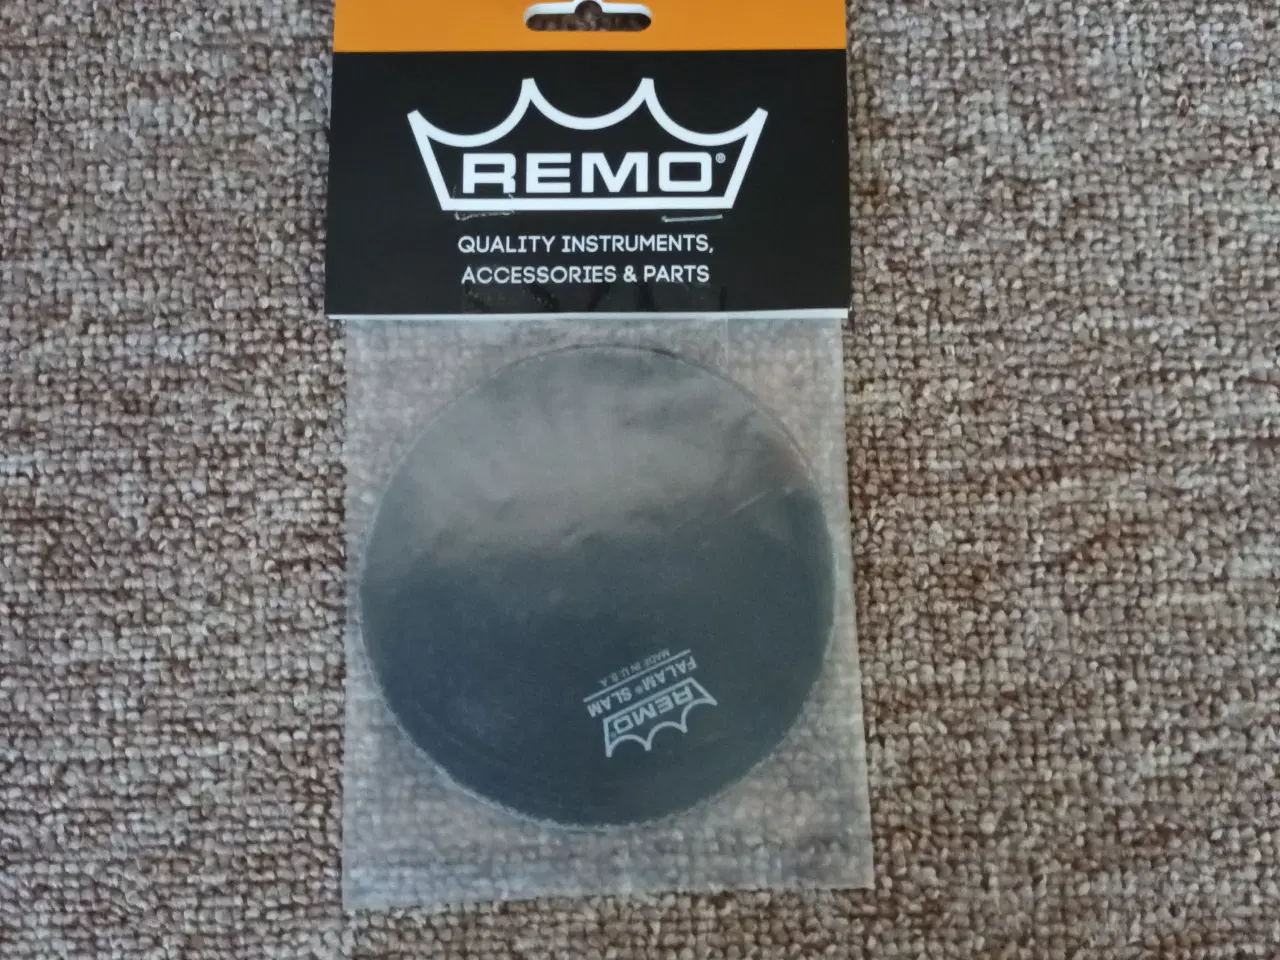 REMO®
QUALITY INSTRUMENTS,
ACCESSORIES & PARTS
REMO®
FALAM® SLAM
MADE IN U.S.A.